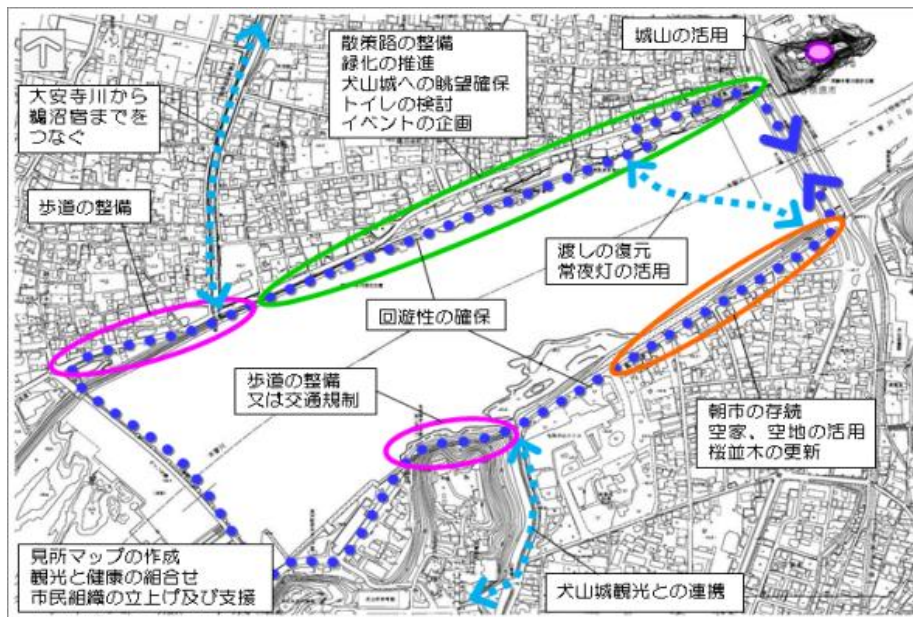 城山の活用
散策路の整備
緑化の推進
犬山城への眺望確保
トイレの検討
イベントの企画
大安寺川から
鵜沼宿までを
つなぐ
歩道の整備
渡しの復元
常夜灯の活用
回遊性の確保
歩道の整備
又は交通規制
朝市の存続
空家、空地の活用
桜並木の更新
見所マップの作成
観光と健康の組合せ
市民組織の立上げ及び支援
犬山城観光との連携